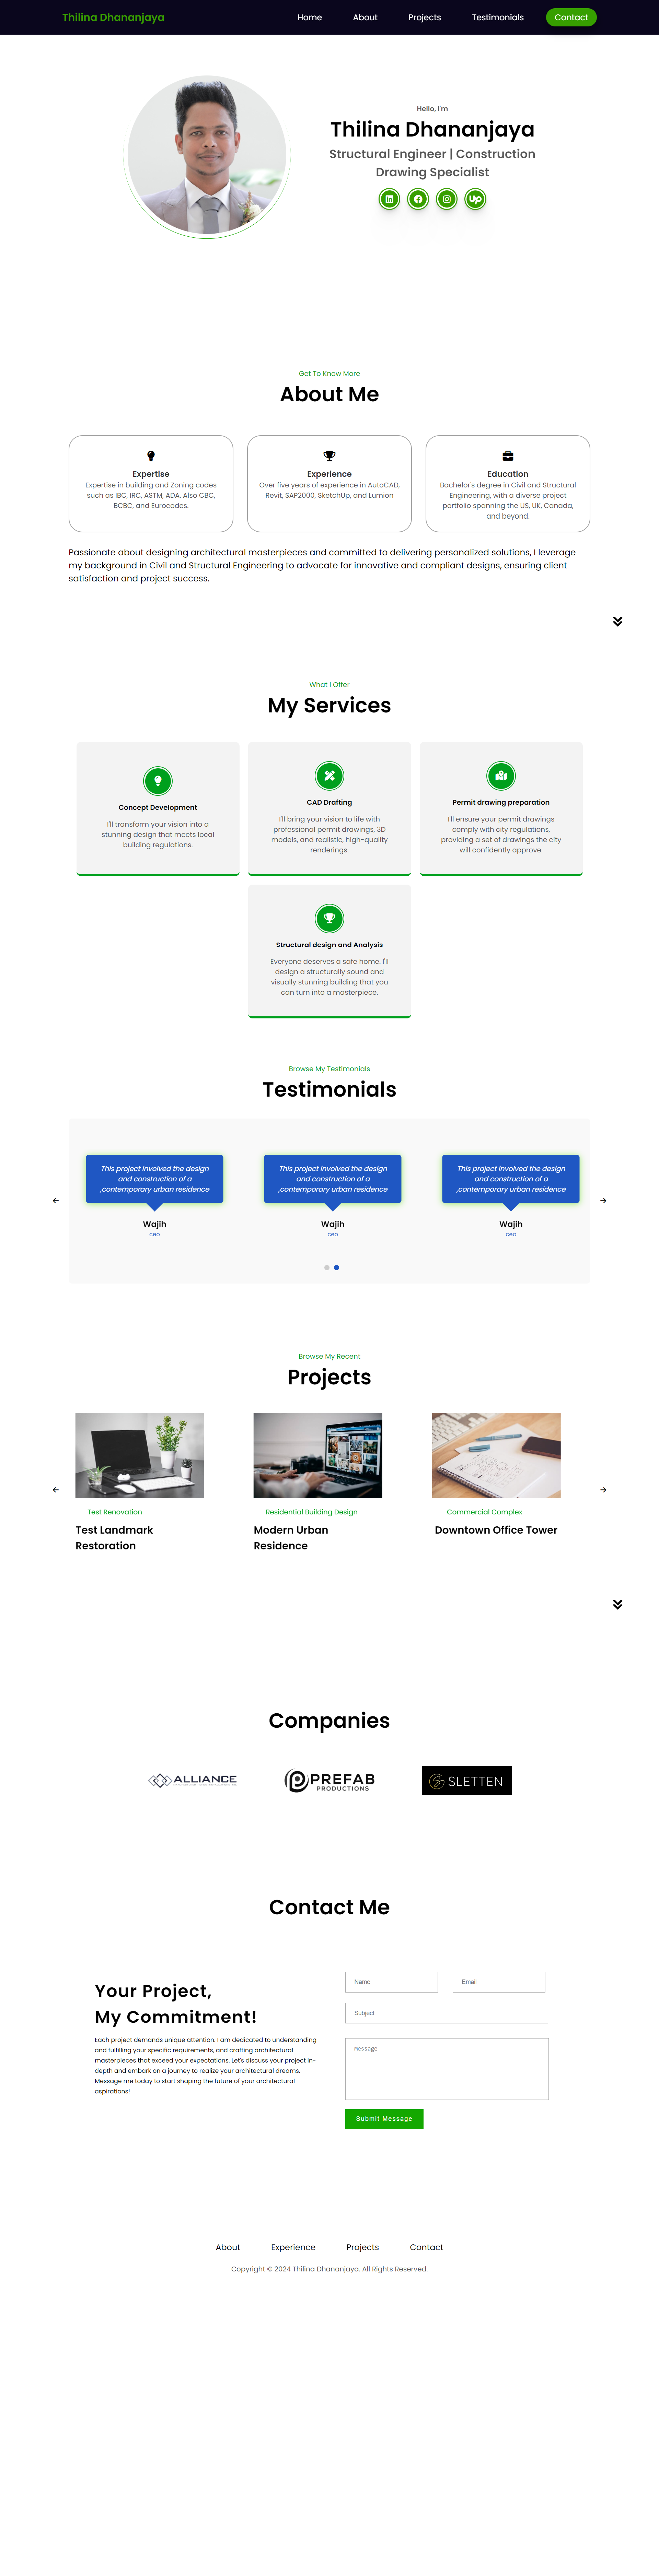 Thilina Dhananjaya
Home
About
Projects
Testimonials
Contact
Hello, I'm
Thilina Dhananjaya
Structural Engineer | Construction
Drawing Specialist
Up
Get To Know More
About Me
Expertise
Expertise in building and Zoning codes
such as IBC, IRC, ASTM, ADA. Also CBC,
BCBC, and Eurocodes.
Experience
Over five years of experience in AutoCAD,
Revit, SAP2000, SketchUp, and Lumion
Education
Bachelor's degree in Civil and Structural
Engineering, with a diverse project
portfolio spanning the US, UK, Canada,
and beyond.
Passionate about designing architectural masterpieces and committed to delivering personalized solutions, I leverage
my background in Civil and Structural Engineering to advocate for innovative and compliant designs, ensuring client
satisfaction and project success.
What I Offer
My Services
Concept Development
I'll transform your vision into a
stunning design that meets local
building regulations.
CAD Drafting
I'll bring your vision to life with
professional permit drawings, 3D
models, and realistic, high-quality
renderings.
Permit drawing preparation
I'll ensure your permit drawings
comply with city regulations,
providing a set of drawings the city
will confidently approve.
Structural design and Analysis
Everyone deserves a safe home. I'll
design a structurally sound and
visually stunning building that you
can turn into a masterpiece.
Browse My Testimonials
Testimonials
This project involved the design
and construction of a
,contemporary urban residence
Wajih
ceo
This project involved the design
and construction of a
,contemporary urban residence
Wajih
ceo
This project involved the design
and construction of a
,contemporary urban residence
Wajih
ceo
Browse My Recent
Projects
Test Renovation
Test Landmark
Restoration
Residential Building Design
Modern Urban
Residence
Commercial Complex
Downtown Office Tower
Companies
ALLIANCE
PREFAB
PRODUCTIONS
SLETTEN
Contact Me
Your Project,
My Commitment!
Each project demands unique attention. I am dedicated to understanding
and fulfilling your specific requirements, and crafting architectural
masterpieces that exceed your expectations. Let's discuss your project in-
depth and embark on a journey to realize your architectural dreams.
Message me today to start shaping the future of your architectural
aspirations!
Name
Email
Subject
Message
Submit Message
About
Experience
Projects
Contact
Copyright © 2024 Thilina Dhananjaya. All Rights Reserved.